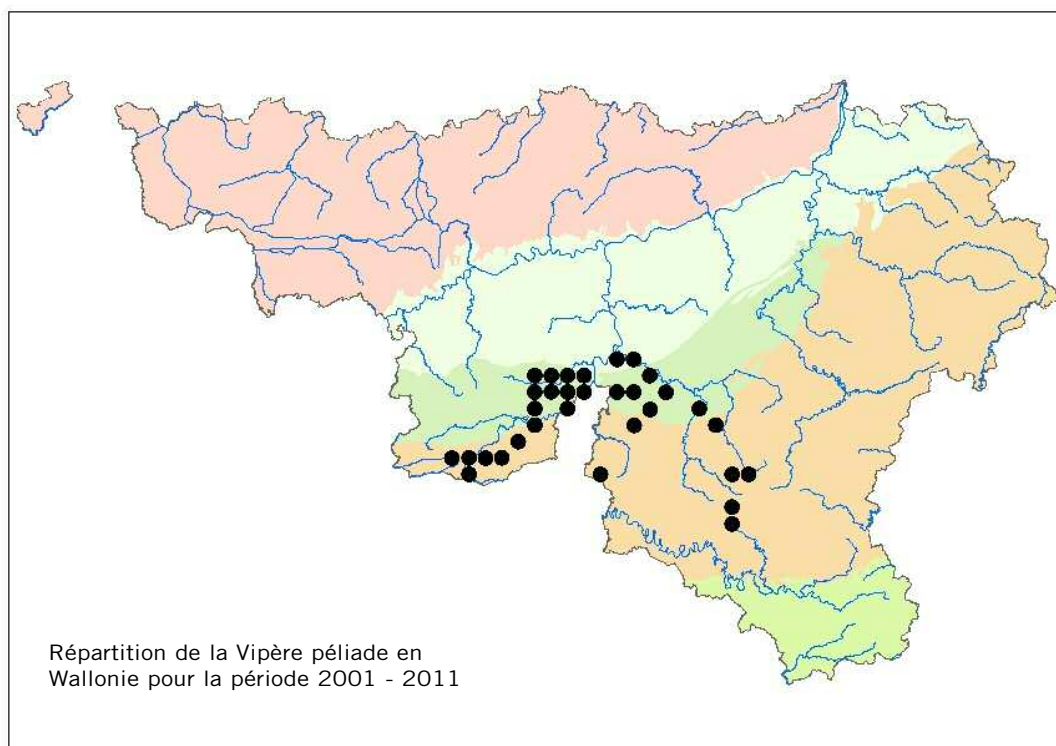 Répartition de la Vipère péliade en
Wallonie pour la période 2001 - 2011